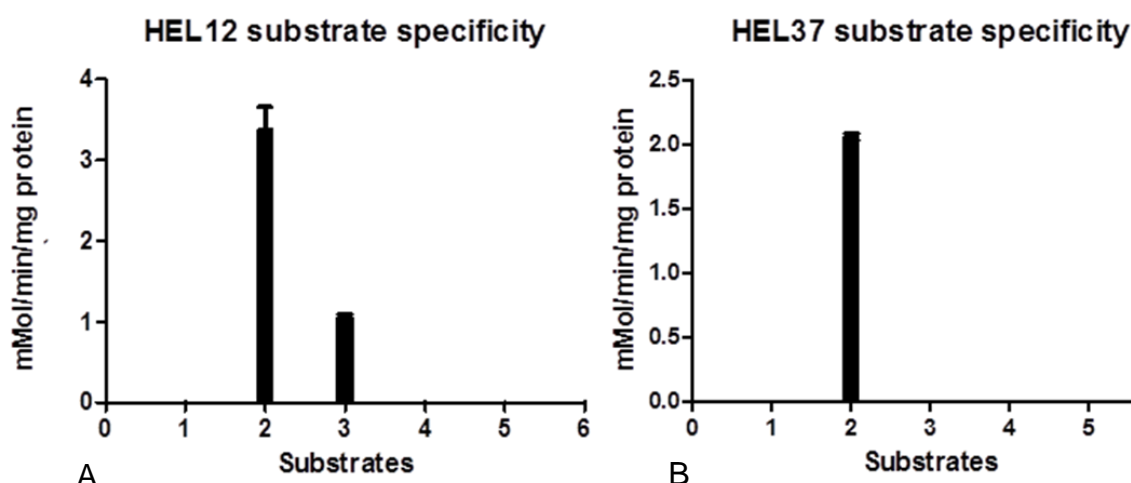 HEL12 substrate specificity
mMol/min/mg protein
4
3
2
1
0
0 1 2 3 4 5 6
Substrates
A
HEL37 substrate specificity
mMol/min/mg protein
2.5
2.0
1.5
1.0
0.5
0.0
0 1 2 3 4 5
Substrates
B